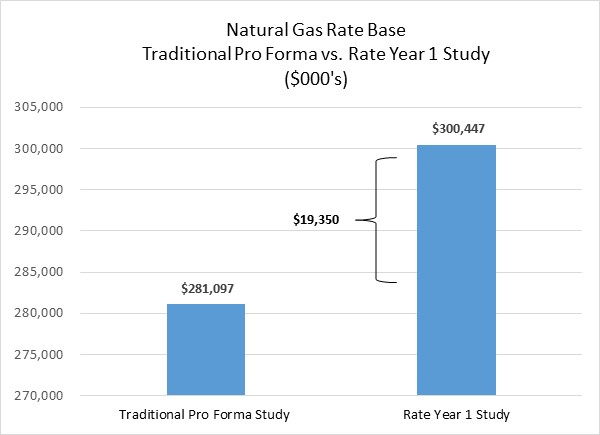 Natural Gas Rate Base
Traditional Pro Forma vs. Rate Year 1 Study
($000's)
305,000
300,000
295,000
290,000
285,000
280,000
275,000
270,000
$281,097
$19,350
$300,447
Traditional Pro Forma Study
Rate Year 1 Study